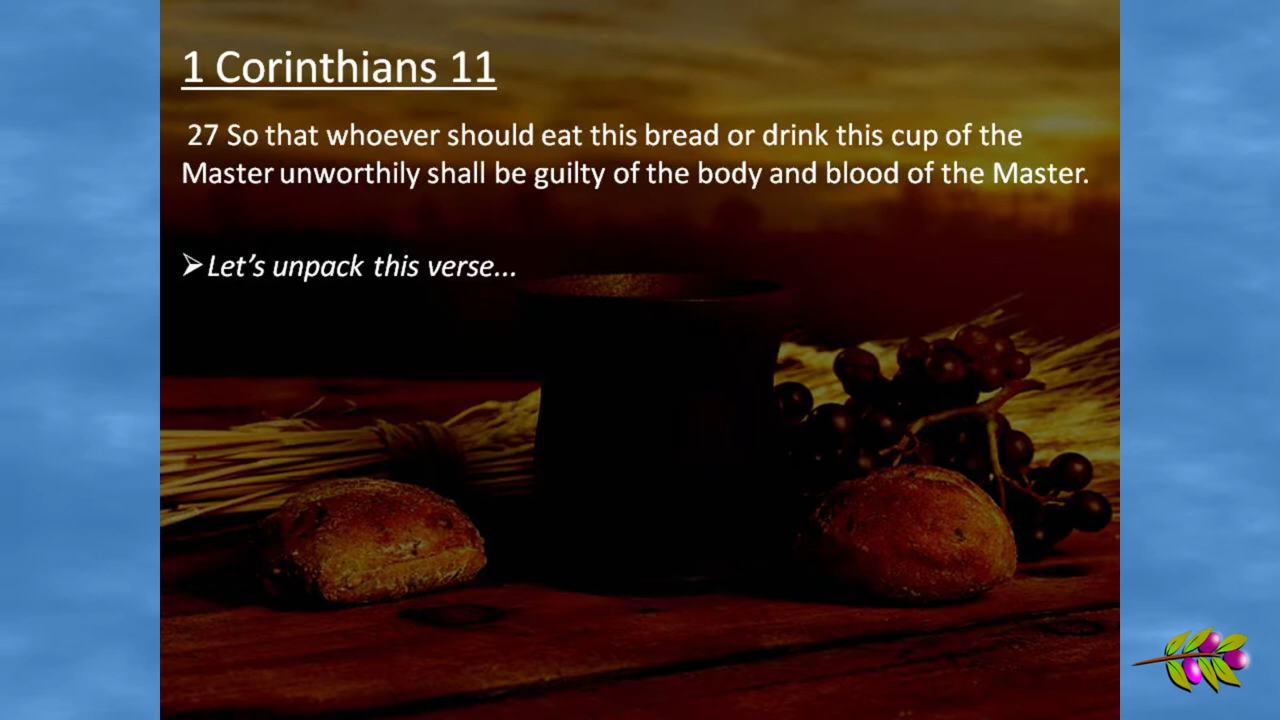 1 Corinthians 11
27 So that whoever should eat this bread or drink this cup of the
Master unworthily shall be guilty of the body and blood of the Master.
➢Let’s unpack this verse...